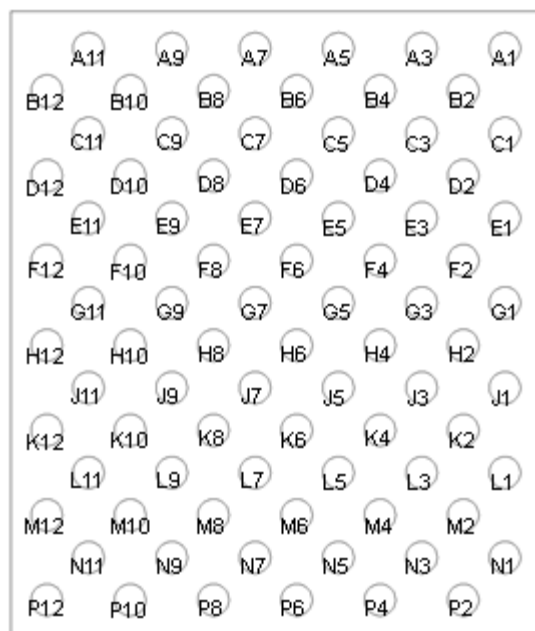 A11 A9 A7 A5 A3 A1
B12 B10 B8 B6 B4 B2
C11 C9 C7 C5 C3 C1
D12 D10 D8 D6 D4 D2
E11 E9 E7 E5 E3 E1
F12 F10 F8 F6 F4 F2
G11 G9 G7 G5 G3 G1
H12 H10 H8 H6 H4 H2
J11 J9 J7 J5 J3 J1
K12 K10 K8 K6 K4 K2
L11 L9 L7 L5 L3 L1
M12 M10 M8 M6 M4 M2
N11 N9 N7 N5 N3 N1
P12 P10 P8 P6 P4 P2